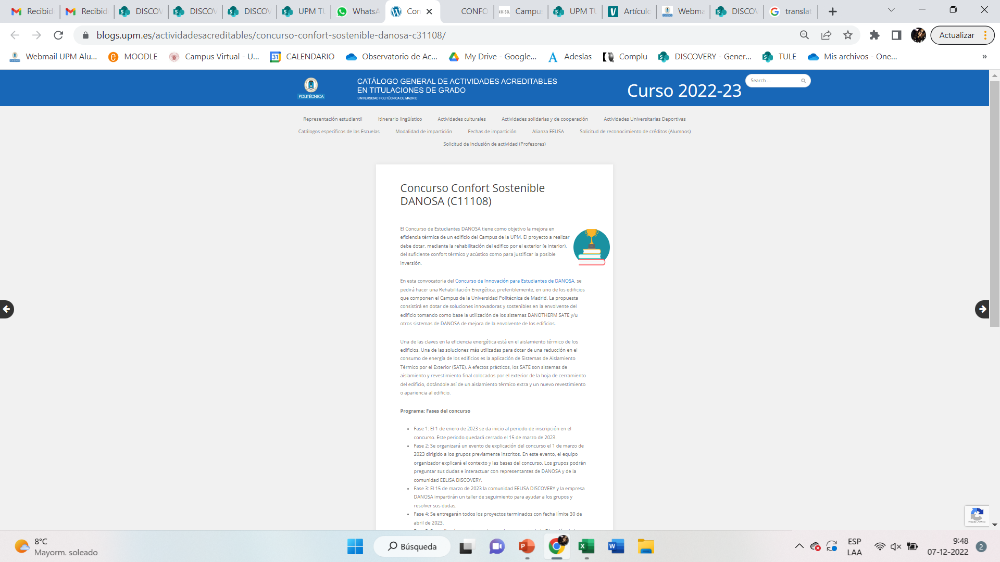 Recibid
Recibid
DISCOV
DISCOV
DISCOV
UPM TU
WhatsA
Con
CONFO
Campu
UPM TU
Artículo
Webma
DISCOV
translat
blogs.upm.es/actividadesacreditables/concurso-confort-sostenible-danosa-c31108/
Actualizar
Webmail UPM Alu...
MOODLE
Campus Virtual - U...
31
CALENDARIO
Observatorio de Ac...
My Drive - Google...
Adeslas
Complu
DISCOVERY - Gener...
TULE
Mis archivos - One...
»
POLITÉCNICA
CATÁLOGO GENERAL DE ACTIVIDADES ACREDITABLES
EN TITULACIONES DE GRADO
UNIVERSIDAD POLITÉCNICA DE MADRID
Curso 2022-23
Search ...
Representación estudiantil Itinerario lingüístico Actividades culturales Actividades solidarias y de cooperación Actividades Universitarias Deportivas
Catálogos específicos de las Escuelas Modalidad de impartición Fechas de impartición Alianza EELISA Solicitud de reconocimiento de créditos (Alumnos)
Solicitud de inclusión de actividad (Profesores)
Concurso Confort Sostenible
DANOSA (C11108)
El Concurso de Estudiantes DANOSA tiene como objetivo la mejora en
eficiencia térmica de un edificio del Campus de la UPM. El proyecto a realizar
debe dotar, mediante la rehabilitación del edifico por el exterior (e interior),
del suficiente confort térmico y acústico como para justificar la posible
inversión.
En esta convocatoria del Concurso de Innovación para Estudiantes de DANOSA, se
pedirá hacer una Rehabilitación Energética, preferiblemente, en uno de los edificios
que componen el Campus de la Universidad Politécnica de Madrid. La propuesta
consistirá en dotar de soluciones innovadoras y sostenibles en la envolvente del
edificio tomando como base la utilización de los sistemas DANOTHERM SATE y/u
otros sistemas de DANOSA de mejora de la envolvente de los edificios.
Una de las claves en la eficiencia energética está en el aislamiento térmico de los
edificios. Una de las soluciones más utilizadas para dotar de una reducción en el
consumo de energía de los edificios es la aplicación de Sistemas de Aislamiento
Térmico por el Exterior (SATE). A efectos prácticos, los SATE son sistemas de
aislamiento y revestimiento final colocados por el exterior de la hoja de cerramiento
del edificio, dotándole así de un aislamiento térmico extra y un nuevo revestimiento
o apariencia al edificio.
Programa: Fases del concurso
• Fase 1: El 1 de enero de 2023 se da inicio al periodo de inscripción en el
concurso. Este periodo quedará cerrado el 15 de marzo de 2023.
• Fase 2: Se organizará un evento de explicación del concurso el 1 de marzo de
2023 dirigido a los grupos previamente inscritos. En este evento, el equipo
organizador explicará el contexto y las bases del concurso. Los grupos podrán
preguntar sus dudas e interactuar con representantes de DANOSA y de la
comunidad EELISA DISCOVERY.
• Fase 3: El 15 de marzo de 2023 la comunidad EELISA DISCOVERY y la empresa
DANOSA impartirán un taller de seguimiento para ayudar a los grupos y
resolver sus dudas.
• Fase 4: Se entregarán todos los proyectos terminados con fecha límite 30 de
abril de 2023.
8°C
Mayorm. soleado
Búsqueda
ESP
LAA
9:48
07-12-2022
2